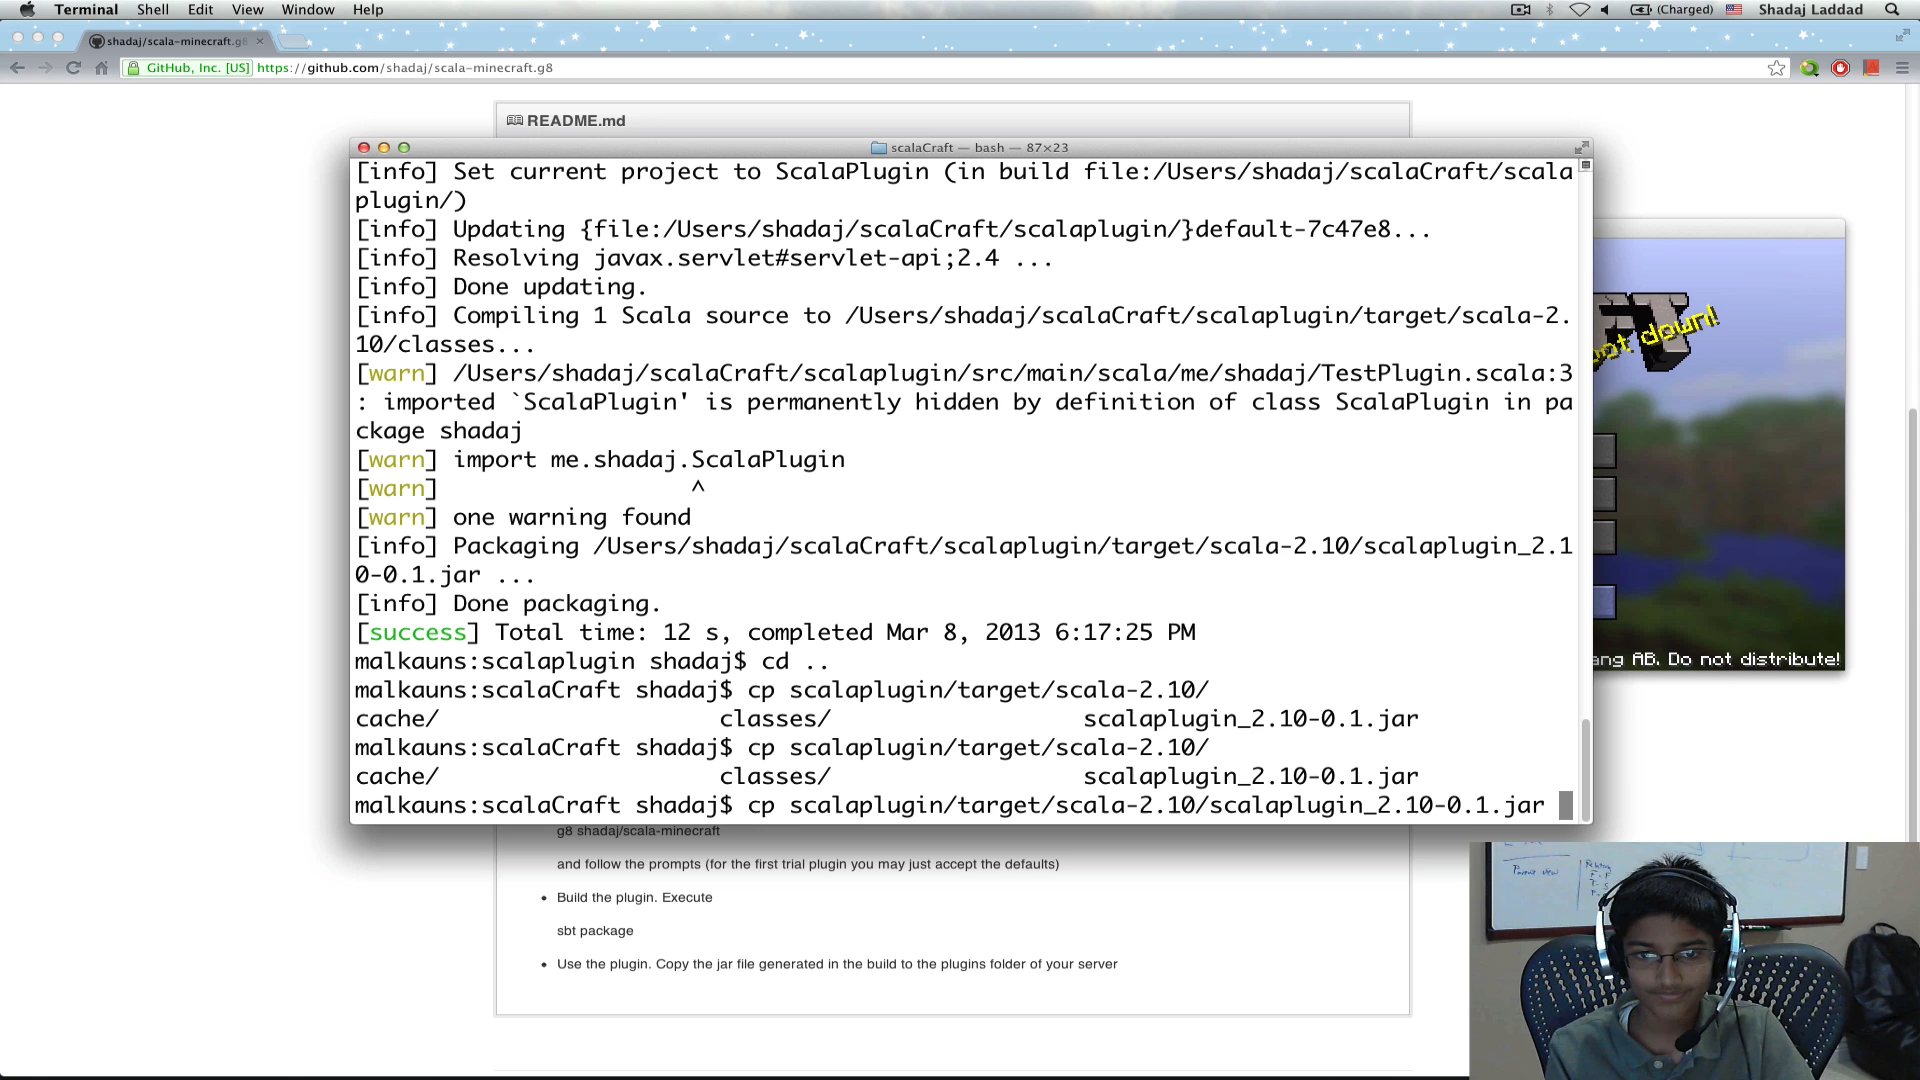 Terminal Shell Edit View Window Help (Charged) Shadaj Laddad
shadaj/scala-minecraft.g8
GitHub, Inc. [US] https://github.com/shadaj/scala-minecraft.g8
README.md
scalaCraft — bash — 87×23
[info] Set current project to ScalaPlugin (in build file:/Users/shadaj/scalaCraft/scala
plugin/)
[info] Updating {file:/Users/shadaj/scalaCraft/scalaplugin/}default-7c47e8...
[info] Resolving javax.servlet#servlet-api;2.4 ...
[info] Done updating.
[info] Compiling 1 Scala source to /Users/shadaj/scalaCraft/scalaplugin/target/scala-2.
10/classes...
[warn] /Users/shadaj/scalaCraft/scalaplugin/src/main/scala/me/shadaj/TestPlugin.scala:3
: imported `ScalaPlugin' is permanently hidden by definition of class ScalaPlugin in pa
ckage shadaj
[warn] import me.shadaj.ScalaPlugin
[warn] ^
[warn] one warning found
[info] Packaging /Users/shadaj/scalaCraft/scalaplugin/target/scala-2.10/scalaplugin_2.1
0-0.1.jar ...
[info] Done packaging.
[success] Total time: 12 s, completed Mar 8, 2013 6:17:25 PM
malkauns:scalaplugin shadaj$ cd ..
malkauns:scalaCraft shadaj$ cp scalaplugin/target/scala-2.10/
cache/ classes/ scalaplugin_2.10-0.1.jar
malkauns:scalaCraft shadaj$ cp scalaplugin/target/scala-2.10/
cache/ classes/ scalaplugin_2.10-0.1.jar
malkauns:scalaCraft shadaj$ cp scalaplugin/target/scala-2.10/scalaplugin_2.10-0.1.jar
down!
ang AB. Do not distribute!
g8 shadaj/scala-minecraft
and follow the prompts (for the first trial plugin you may just accept the defaults)
• Build the plugin. Execute
sbt package
• Use the plugin. Copy the jar file generated in the build to the plugins folder of your server